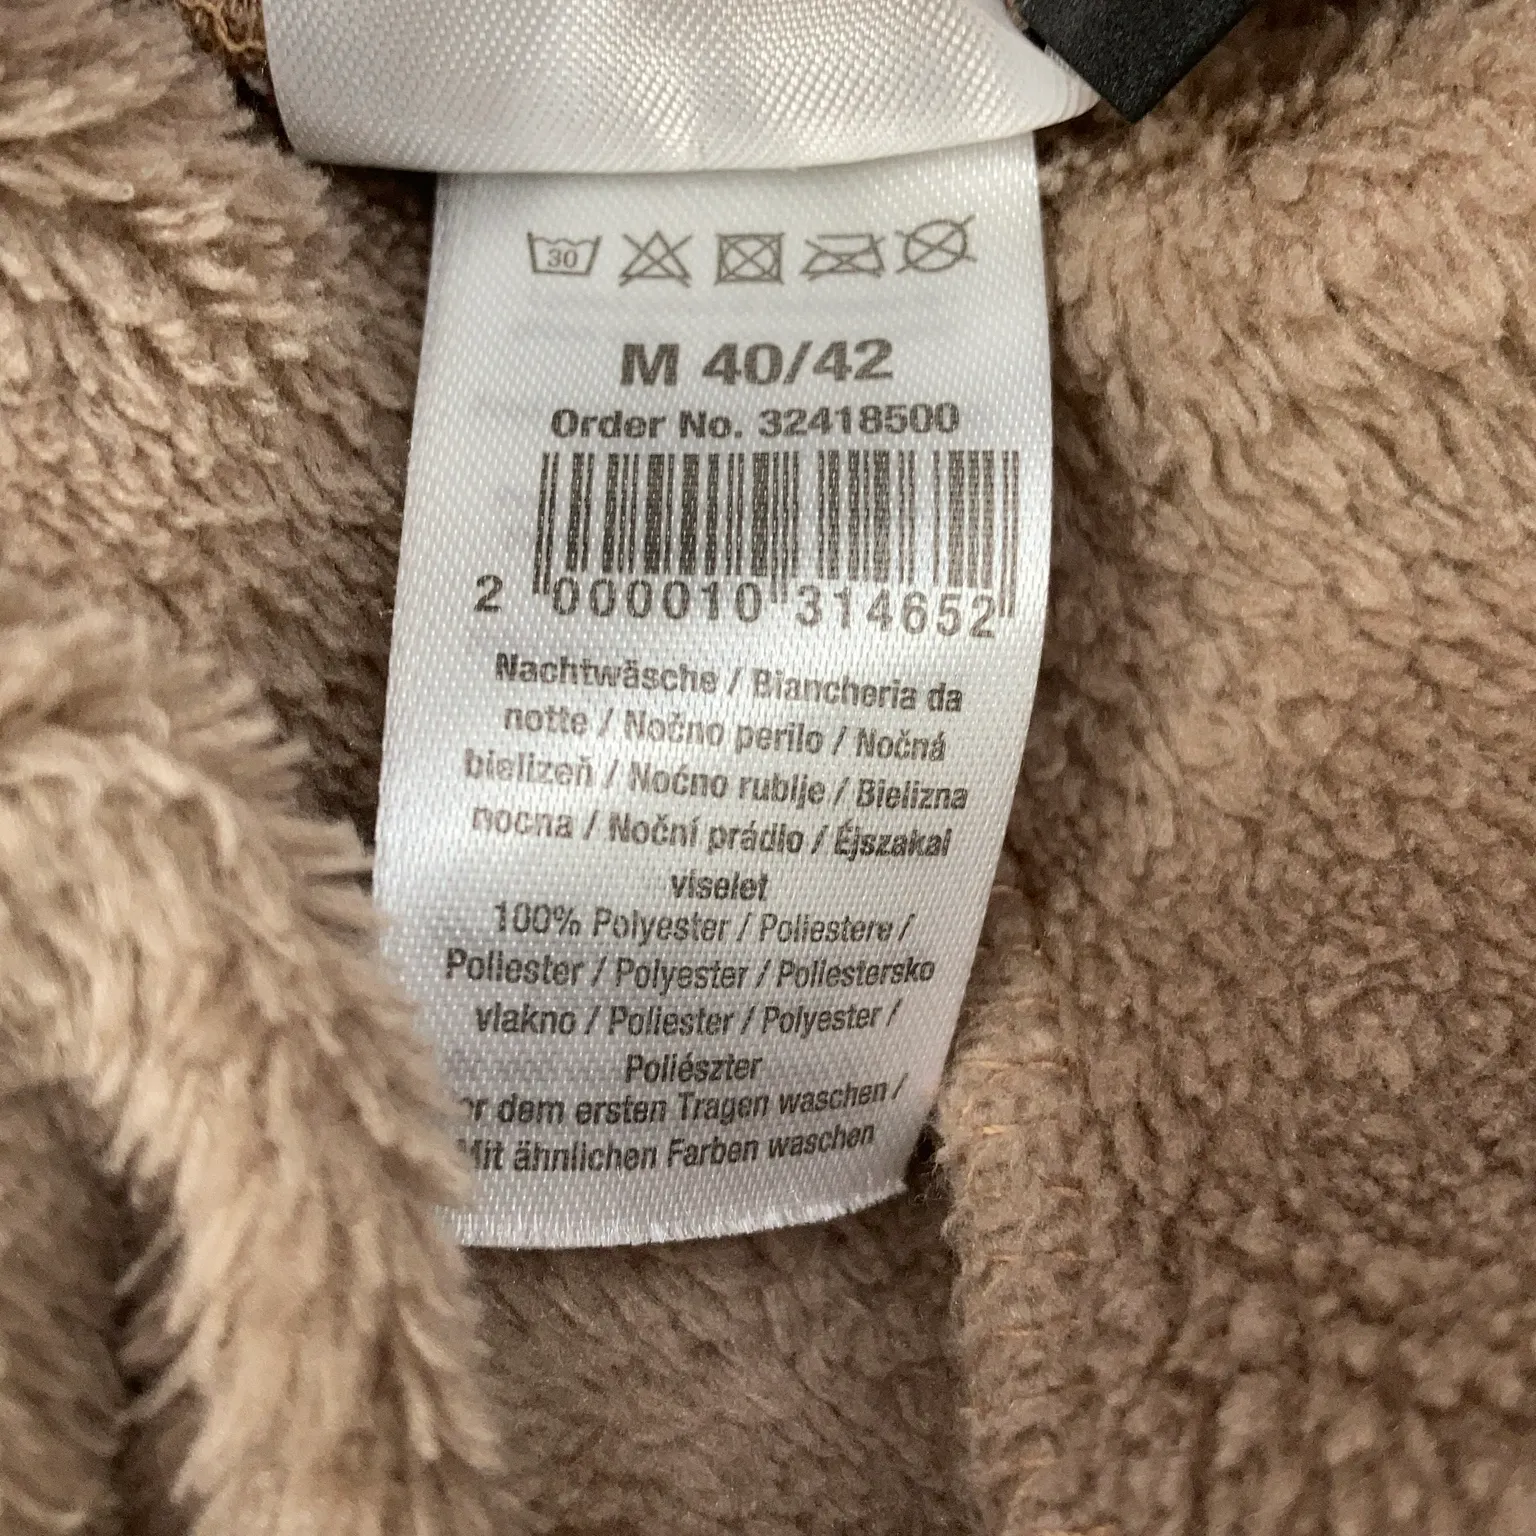 30
M 40/42
Order No. 32418500
2 000010 314652
Nachtwäsche / Biancheria da
notte / Nočno perilo / Nočná
bielizeň / Noćno rublje / Bielizna
nocna / Noční prádlo / Éjszakai
viselet
100% Polyester / Poliestere /
Poliester / Polyester / Poliestersko
vlakno / Poliester / Polyester /
Poliészter
dem ersten Tragen waschen /
Mit ähnlichen Farben waschen